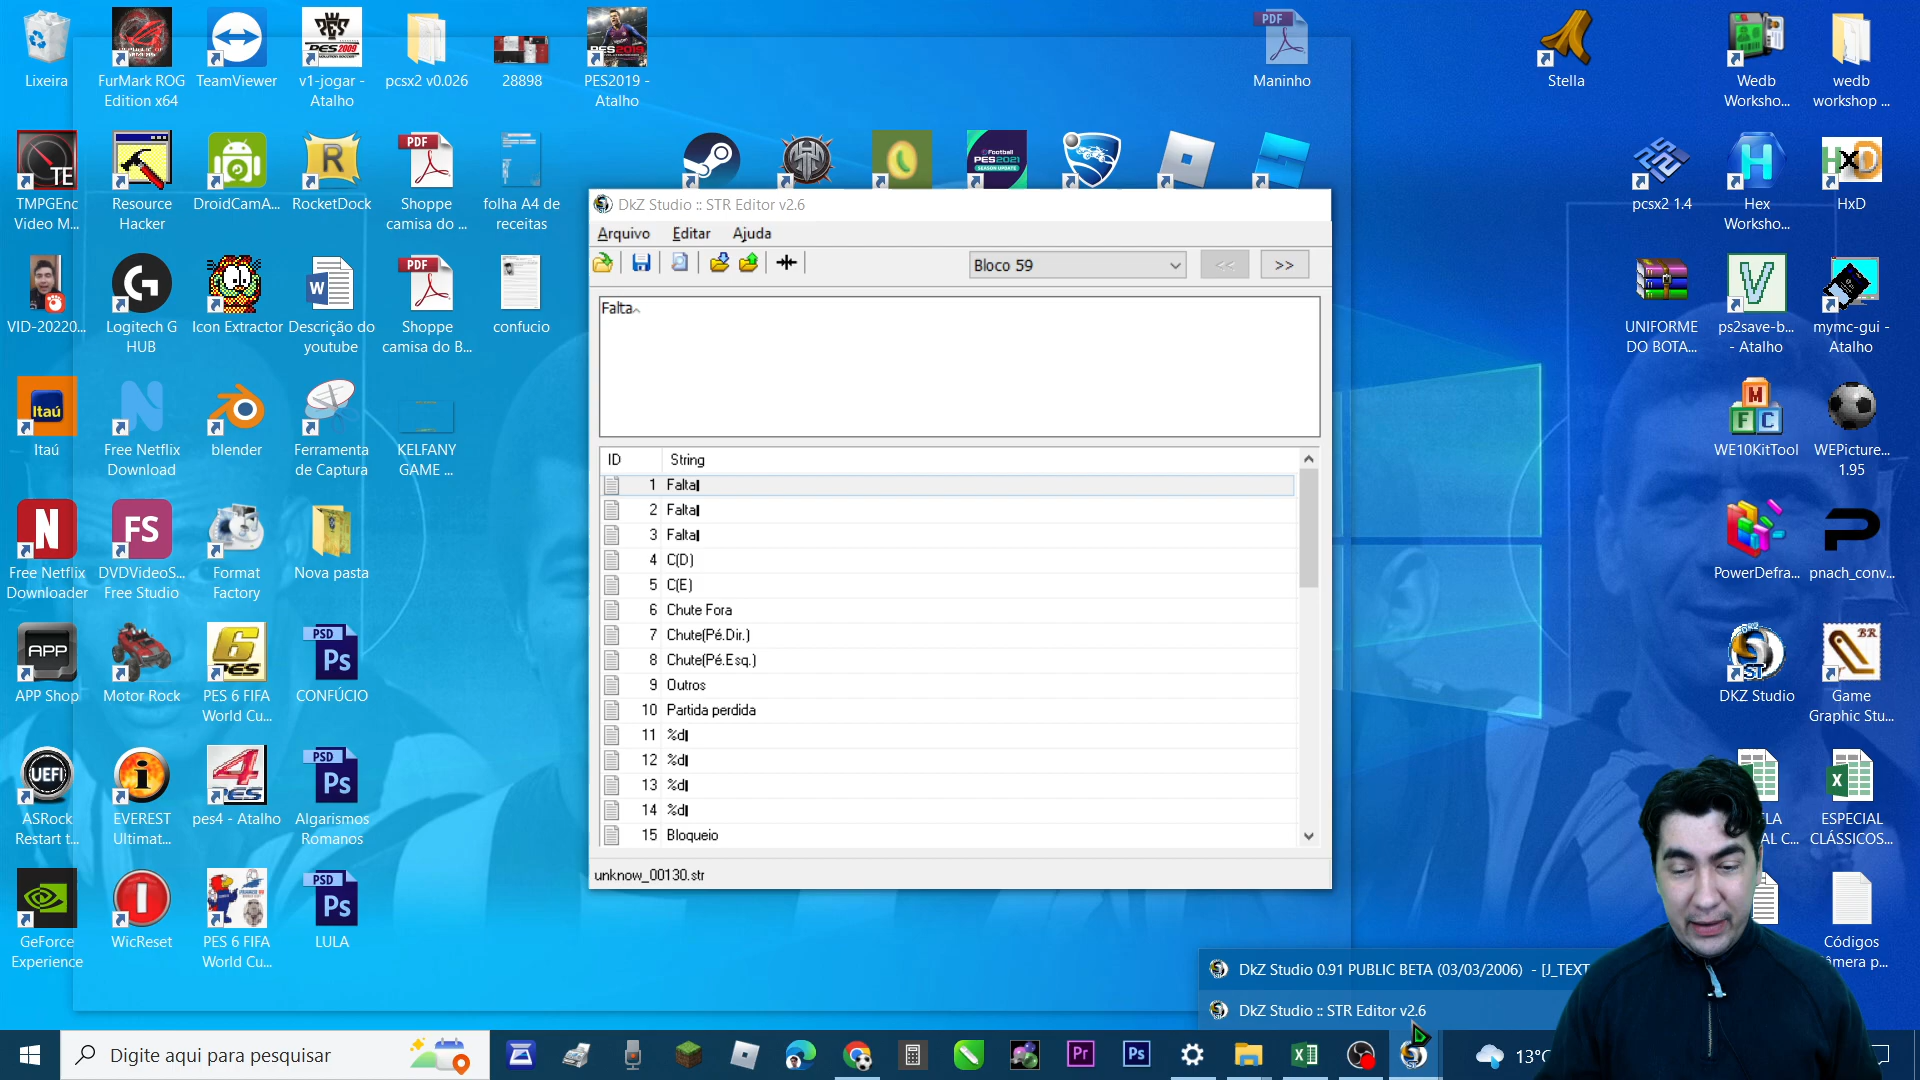 Lixeira
FurMark ROG
Edition x64
TeamViewer
v1-jogar -
Atalho
pcsx2 v0.026
28898
PES2019 -
Atalho
Maninho
Stella
Wedb
Worksho...
wedb
workshop ...
TMPGEnc
Video M...
Resource
Hacker
DroidCamA...
RocketDock
Shoppe
camisa do ...
folha A4 de
receitas
pcsx2 1.4
Hex
Worksho...
HxD
DkZ Studio :: STR Editor v2.6
Arquivo
Editar
Ajuda
Bloco 59
<<
>>
Falta
ID
String
1 Falta
2 Falta
3 Falta
4 C(D)
5 C(E)
6 Chute Fora
7 Chute(Pé.Dir.)
8 Chute(Pé.Esq.)
9 Outros
10 Partida perdida
11 %d
12 %d
13 %d
14 %d
15 Bloqueio
unknow_00130.str
VID-20220...
Logitech G
HUB
Icon Extractor
Descrição do
youtube
Shoppe
camisa do B...
confucio
UNIFORME
DO BOTA...
ps2save-b...
- Atalho
mymc-gui -
Atalho
Itaú
Free Netflix
Download
blender
Ferramenta
de Captura
KELFANY
GAME ...
WE10KitTool
WEPicture...
1.95
Free Netflix
Downloader
DVDVideoS...
Free Studio
Format
Factory
Nova pasta
PowerDefra...
pnach_conv...
APP Shop
Motor Rock
PES 6 FIFA
World Cu...
CONFÚCIO
DKZ Studio
Game
Graphic Stu...
ASRock
Restart t...
EVEREST
Ultimat...
pes4 - Atalho
Algarismos
Romanos
ESPECIAL
CLÁSSICOS...
GeForce
Experience
WicReset
PES 6 FIFA
World Cu...
LULA
Códigos
DkZ Studio 0.91 PUBLIC BETA (03/03/2006) - [J_TEXT
DkZ Studio :: STR Editor v2.6
Digite aqui para pesquisar
13°C